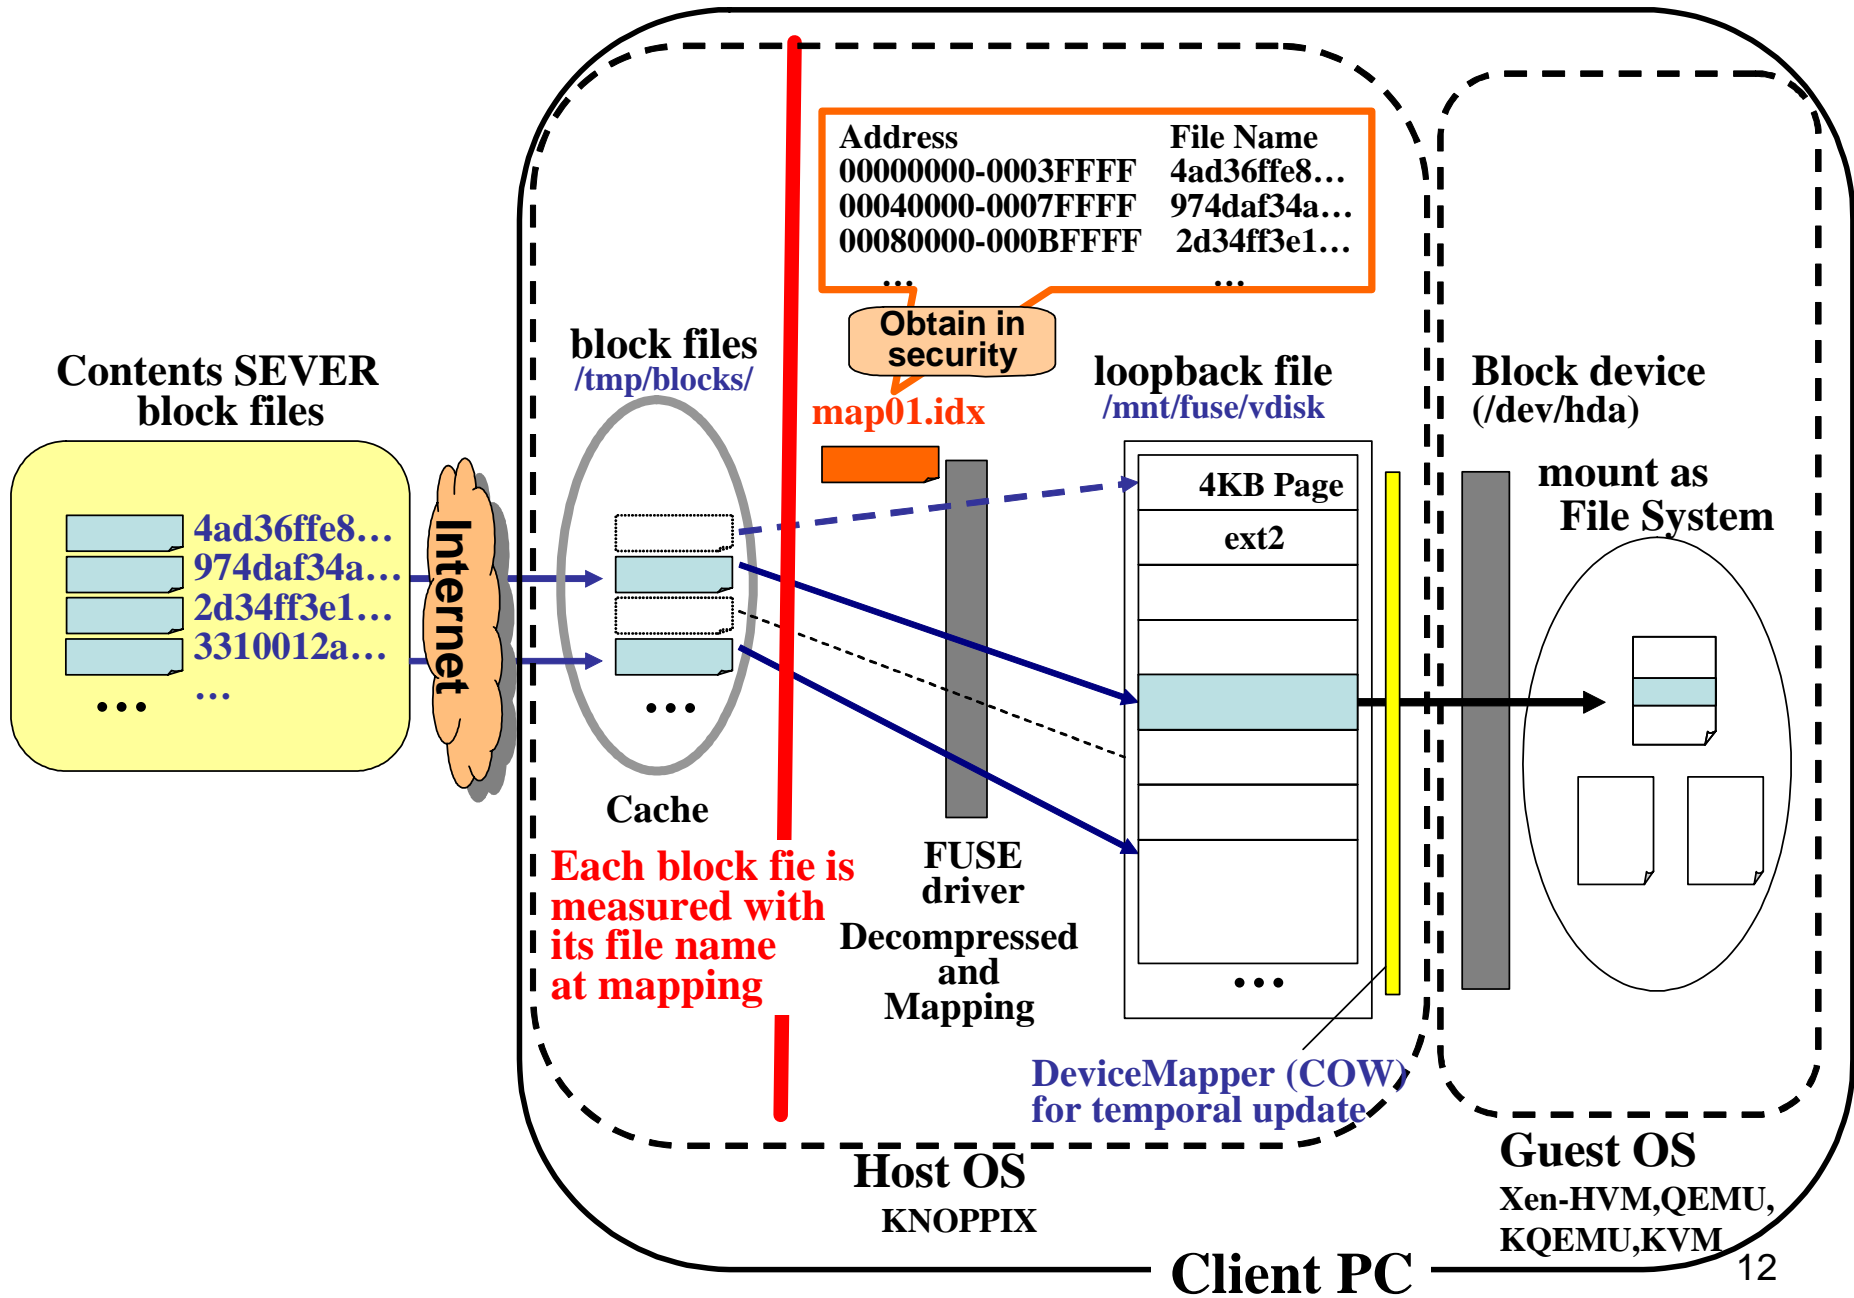 Address File Name
00000000-0003FFFF 4ad36ffe8…
00040000-0007FFFF 974daf34a…
00080000-000BFFFF 2d34ff3e1…
… …
Obtain in
security
map01.idx
Contents SEVER
block files
4ad36ffe8…
974daf34a…
2d34ff3e1…
3310012a…
…
•••
Internet
block files
/tmp/blocks/
•••
Cache
Each block fie is
measured with
its file name
at mapping
FUSE
driver
Decompressed
and
Mapping
loopback file
/mnt/fuse/vdisk
4KB Page
ext2
•••
DeviceMapper (COW)
for temporal update
Block device
(/dev/hda)
mount as
File System
Host OS
KNOPPIX
Guest OS
Xen-HVM,QEMU,
KQEMU,KVM
Client PC
12